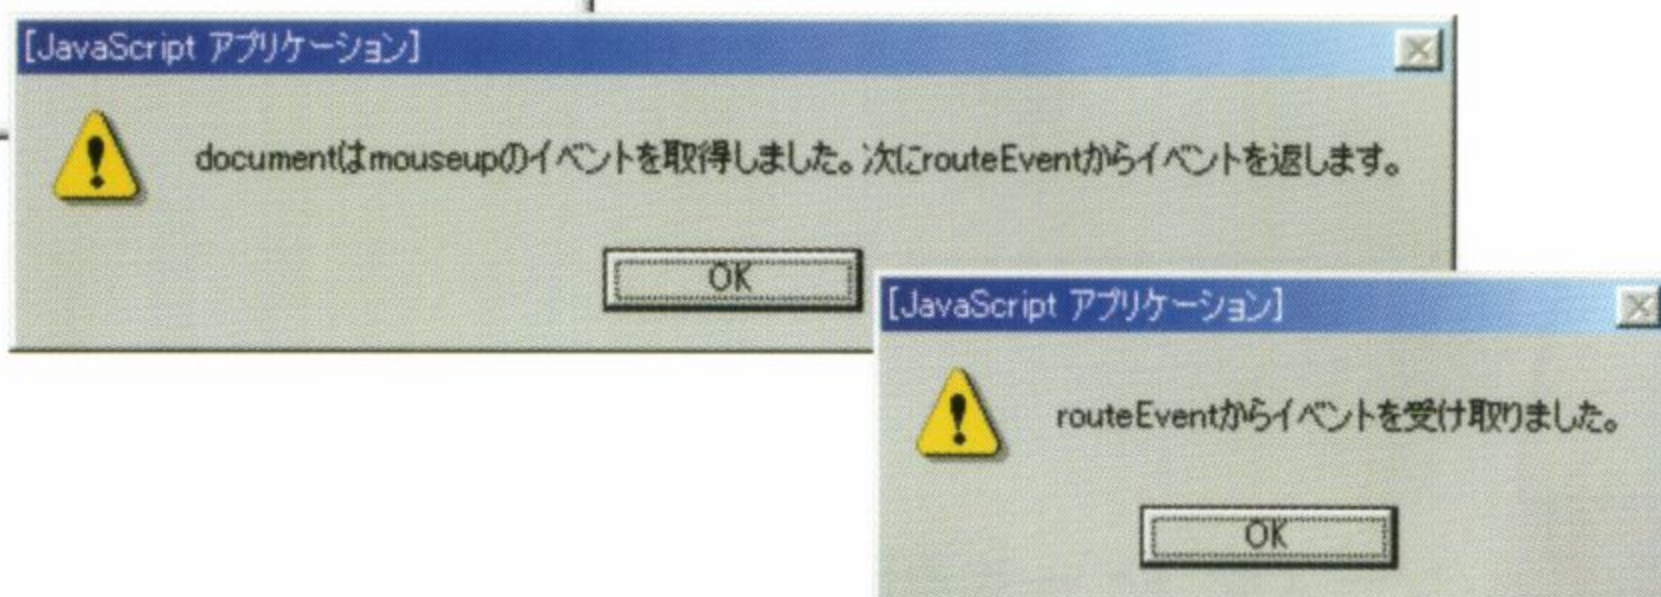 [JavaScript アプリケーション]
documentはmouseupのイベントを取得しました。次にrouteEventからイベントを返します。
OK
[JavaScript アプリケーション]
routeEventからイベントを受け取りました。
OK